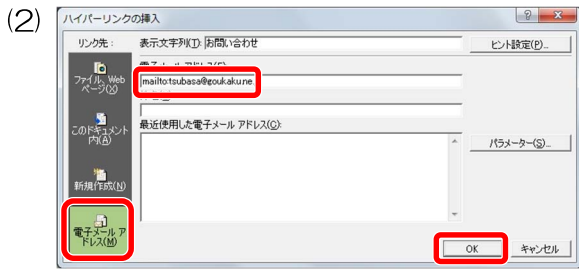 (2)
ハイパーリンクの挿入
リンク先:
表示文字列(T): お問い合わせ
ヒント設定(P)...
ファイル、Web
ページ(X)
mailto:tsubasa@goukaku.ne.
このドキュメント
内(A)
最近使用した電子メール アドレス(C):
パラメーター(S)...
新規作成(N)
電子メール ア
ドレス(M)
OK
キャンセル